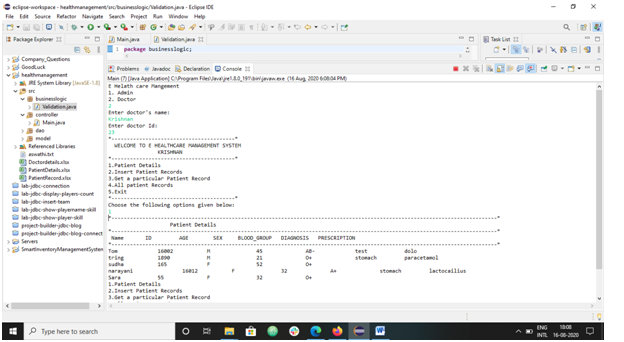 eclipse-workspace - healthmanagement/src/businesslogic/Validation.java - Eclipse IDE
File Edit Source Refactor Navigate Search Project Run Window Help
Package Explorer
Company_Questions
GoodLuck
healthmanagement
JRE System Library [JavaSE-1.8]
src
businesslogic
Validation.java
controller
Main.java
dao
model
Referenced Libraries
aswathi.txt
Doctordetails.xlsx
PatientDetails.xlsx
PatientRecord.xlsx
lab-jdbc-connection
lab-jdbc-display-players-count
lab-jdbc-insert-team
lab-jdbc-show-playername-skill
lab-jdbc-show-player-skill
project-builder-jdbc-blog
project-builder-jdbc-blog-connect
Servers
SmartInventoryManagementSystem
Main.java Validation.java
1 package businesslogic;
Task List
Problems Javadoc Declaration Console
Main (7) [Java Application] C:\Program Files\Java\jre1.8.0_191\bin\javaw.exe (16 Aug, 2020 6:08:04 PM)
E Helath care Mangement
1. Admin
2. Doctor
2
Enter doctor's name:
Krishnan
Enter doctor Id:
23
*--------------------------------------*
WELCOME TO E HEALTHCARE MANAGEMENT SYSTEM
KRISHNAN
*--------------------------------------*
1.Patient Details
2.Insert Patient Records
3.Get a particular Patient Record
4.All patient Records
5.Exit
*--------------------------------------*
Choose the following options given below:
1
Patient Details
Name ID AGE SEX BLOOD_GROUP DIAGNOSIS PRESCRIPTION
Tom 16002 M 45 AB- test dolo
tring 1890 M 21 O+ stomach paracetamol
sudha 165 F 52 O+
narayani 16012 F 32 A+ stomach lactocailius
Sara 55 F 32 O+
1.Patient Details
2.Insert Patient Records
3.Get a particular Patient Record
Type here to search
ENG 18:08
INTL 16-08-2020